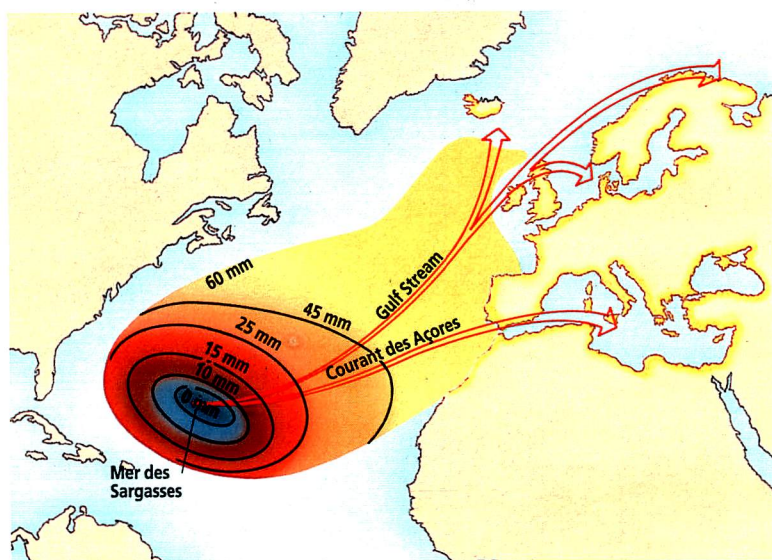 60 mm
45 mm
25 mm
15 mm
10 mm
Gulf Stream
Courant des Açores
Mer des
Sargasses